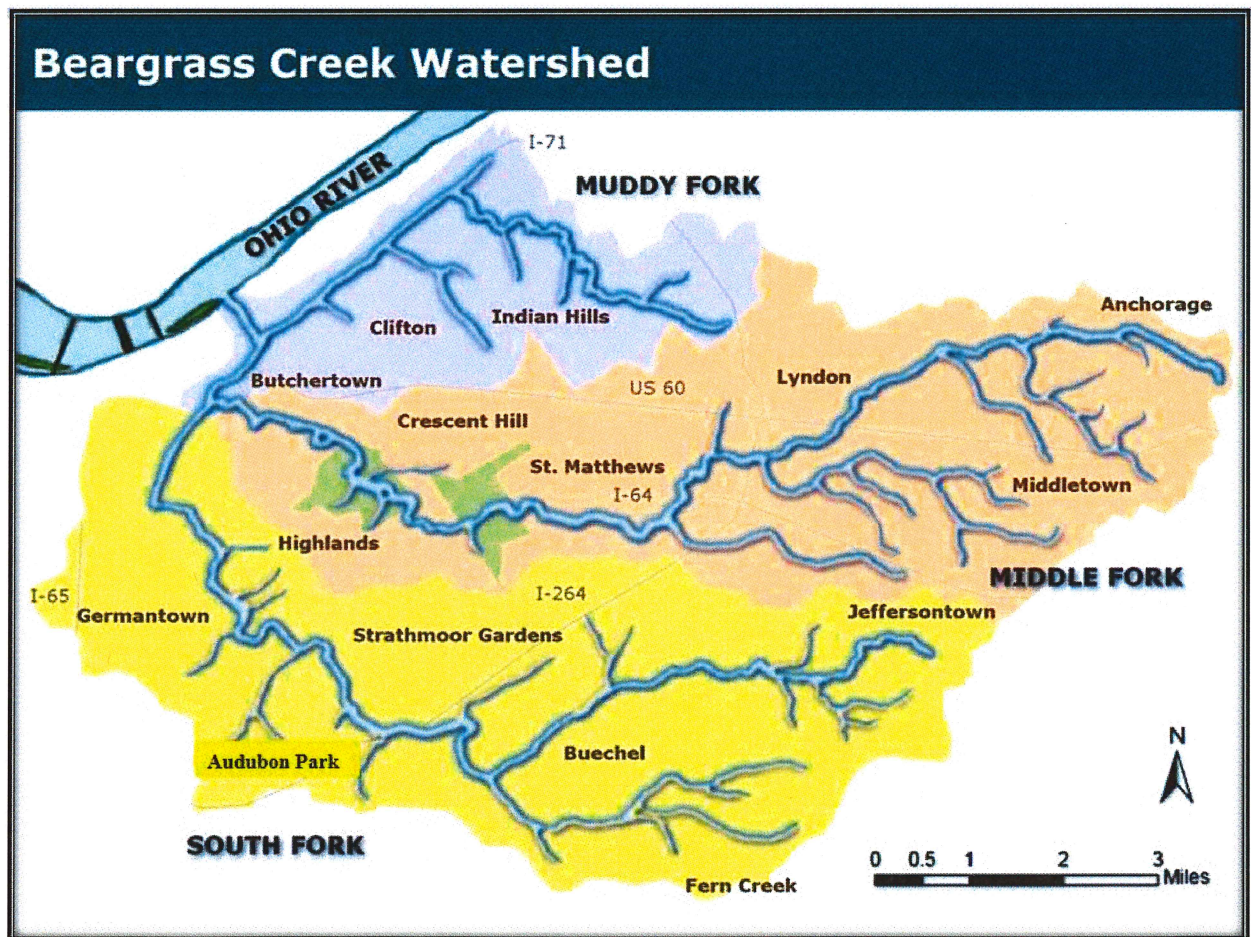 Beargrass Creek Watershed
I-71
MUDDY FORK
OHIO RIVER
Anchorage
Indian Hills
Clifton
Butchertown
US 60
Lyndon
Crescent Hill
St. Matthews
I-64
Middletown
Highlands
MIDDLE FORK
I-65
I-264
Germantown
Jeffersontown
Strathmoor Gardens
Buechel
Audubon Park
N
SOUTH FORK
0 0.5 1 2 3
Miles
Fern Creek